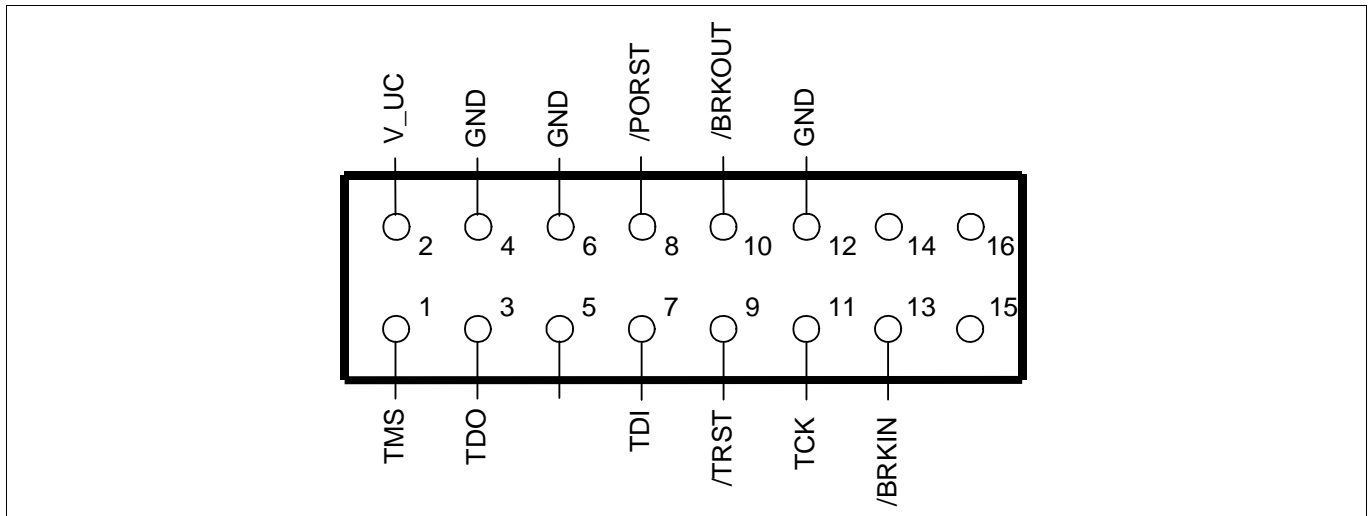 V_UC
GND
GND
/PORST
/BRKOUT
GND
2 4 6 8 10 12 14 16
1 3 5 7 9 11 13 15
TMS
TDO
TDI
/TRST
TCK
/BRKIN